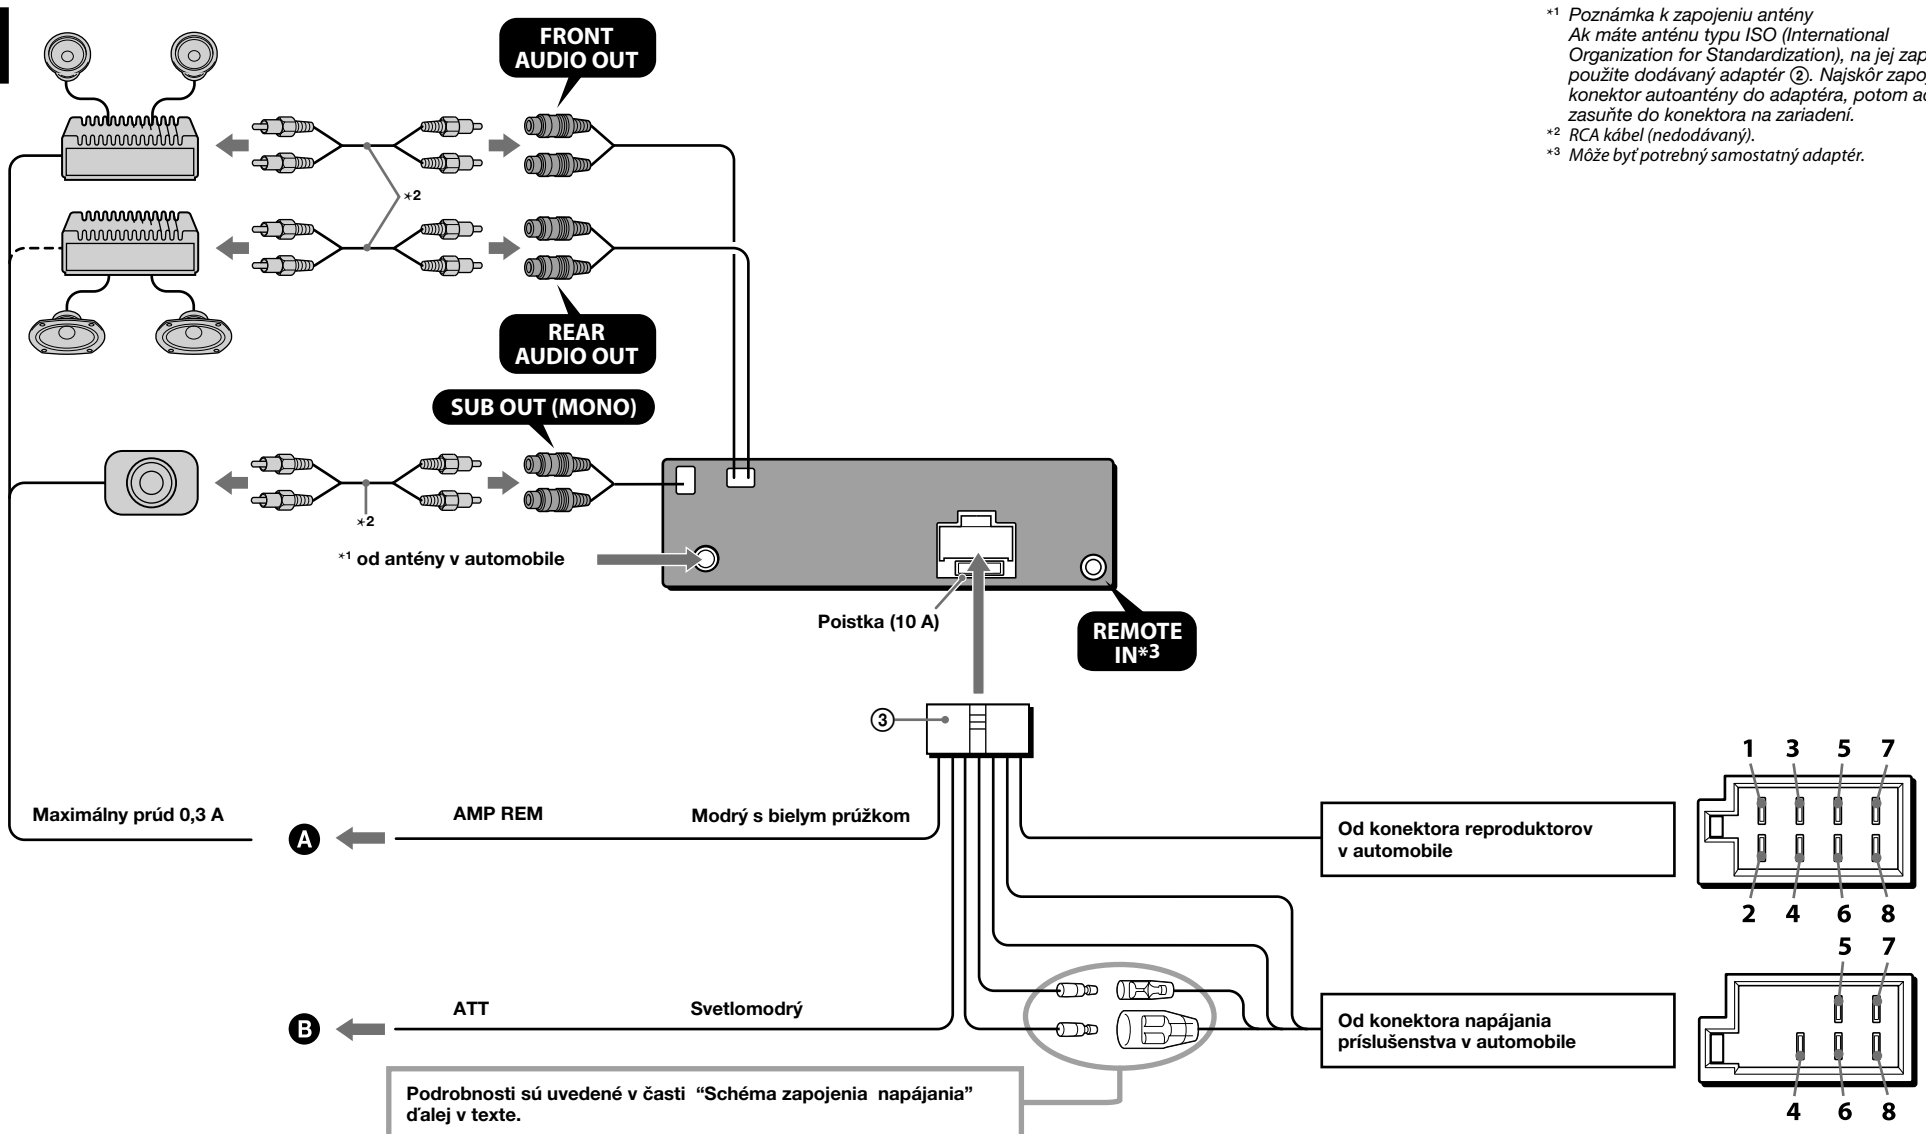 *1 Poznámka k zapojeniu antény
Ak máte anténu typu ISO (International
Organization for Standardization), na jej
použite dodávaný adaptér ②. Najskôr
konektor autoantény do adaptéra, potom
zasuňte do konektora na zariadení.
*2 RCA kábel (nedodávaný).
*3 Môže byť potrebný samostatný adaptér.
FRONT
AUDIO OUT
*2
REAR
AUDIO OUT
SUB OUT (MONO)
*2
*1 od antény v automobile
Poistka (10 A)
REMOTE
IN*3
③
Maximálny prúd 0,3 A
A
AMP REM
Modrý s bielym prúžkom
Od konektora reproduktorov
v automobile
1 3 5 7
2 4 6 8
B
ATT
Svetlomodrý
Od konektora napájania
príslušenstva v automobile
5 7
4 6 8
Podrobnosti sú uvedené v časti “Schéma zapojenia napájania”
ďalej v texte.